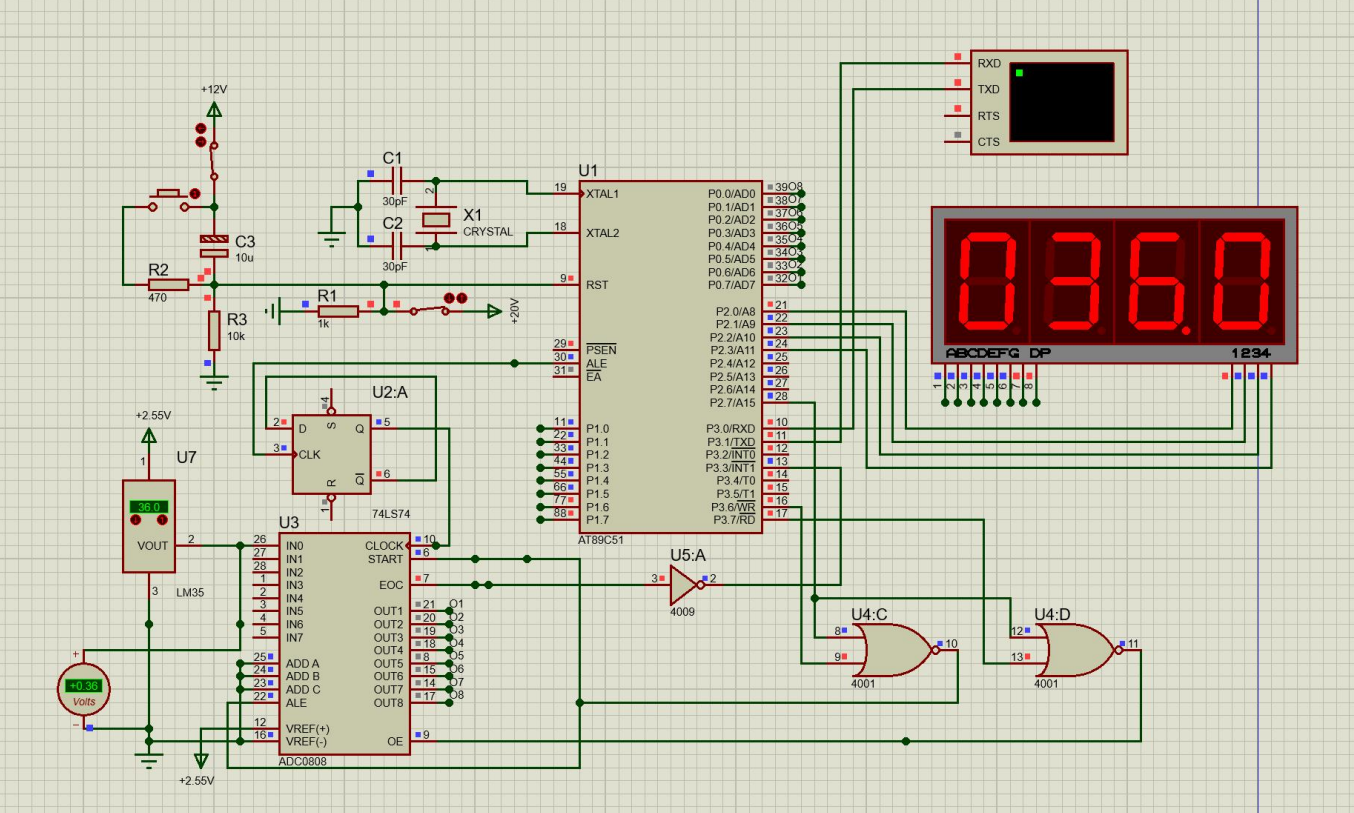 +12V
C3
10u
R2
470
R3
10k
C1
30pF
C2
30pF
X1
CRYSTAL
2
1
R1
1k
+20V
U1
19 XTAL1
18 XTAL2
9 RST
29 PSEN
30 ALE
31 EA
1 P1.0
2 P1.1
3 P1.2
4 P1.3
5 P1.4
6 P1.5
7 P1.6
8 P1.7
P0.0/AD0 39 O8
P0.1/AD1 38 O7
P0.2/AD2 37 O6
P0.3/AD3 36 O5
P0.4/AD4 35 O4
P0.5/AD5 34 O3
P0.6/AD6 33 O2
P0.7/AD7 32 O1
P2.0/A8 21
P2.1/A9 22
P2.2/A10 23
P2.3/A11 24
P2.4/A12 25
P2.5/A13 26
P2.6/A14 27
P2.7/A15 28
P3.0/RXD 10
P3.1/TXD 11
P3.2/INT0 12
P3.3/INT1 13
P3.4/T0 14
P3.5/T1 15
P3.6/WR 16
P3.7/RD 17
AT89C51
RXD
TXD
RTS
CTS
036.0
ABCDEFG DP
1234
1 2 3 4 5 6 7 8
U2:A
4
2 D S Q 5
3 CLK
R Q 6
1
74LS74
+2.55V
U7
1
36.0
VOUT 2
3
LM35
U3
26 IN0
27 IN1
28 IN2
1 IN3
2 IN4
3 IN5
4 IN6
5 IN7
25 ADD A
24 ADD B
23 ADD C
22 ALE
12 VREF(+)
16 VREF(-)
CLOCK 10
START 6
EOC 7
OUT1 21 O1
OUT2 20 O2
OUT3 19 O3
OUT4 18 O4
OUT5 8 O5
OUT6 15 O6
OUT7 14 O7
OUT8 17 O8
OE 9
ADC0808
+0.36
Volts
+2.55V
U5:A
3 2
4009
U4:C
8
9
10
4001
U4:D
12
13
11
4001